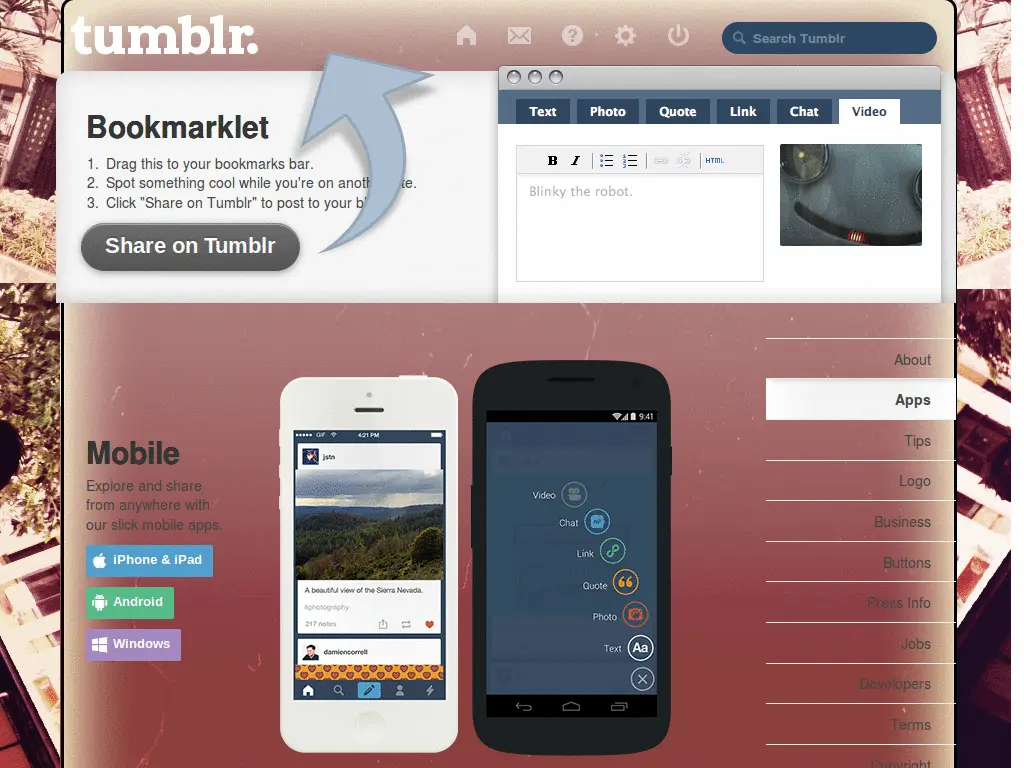 tumblr.
Search Tumblr
Bookmarklet
1. Drag this to your bookmarks bar.
2. Spot something cool while you're on
3. Click "Share on Tumblr" to post to your
Share on Tumblr
Text Photo Quote Link Chat Video
B I HTML
Blinky the robot.
Mobile
Explore and share
from anywhere with
our slick mobile apps.
iPhone & iPad
Android
Windows
GIF 4:21 PM
jstn
A beautiful view of the Sierra Nevada.
#photography
217 notes
damiencorrell
9:41
Video
Chat
Link
Quote
Photo
Text Aa
About
Apps
Tips
Logo
Business
Buttons
Press Info
Jobs
Developers
Terms
Copyright